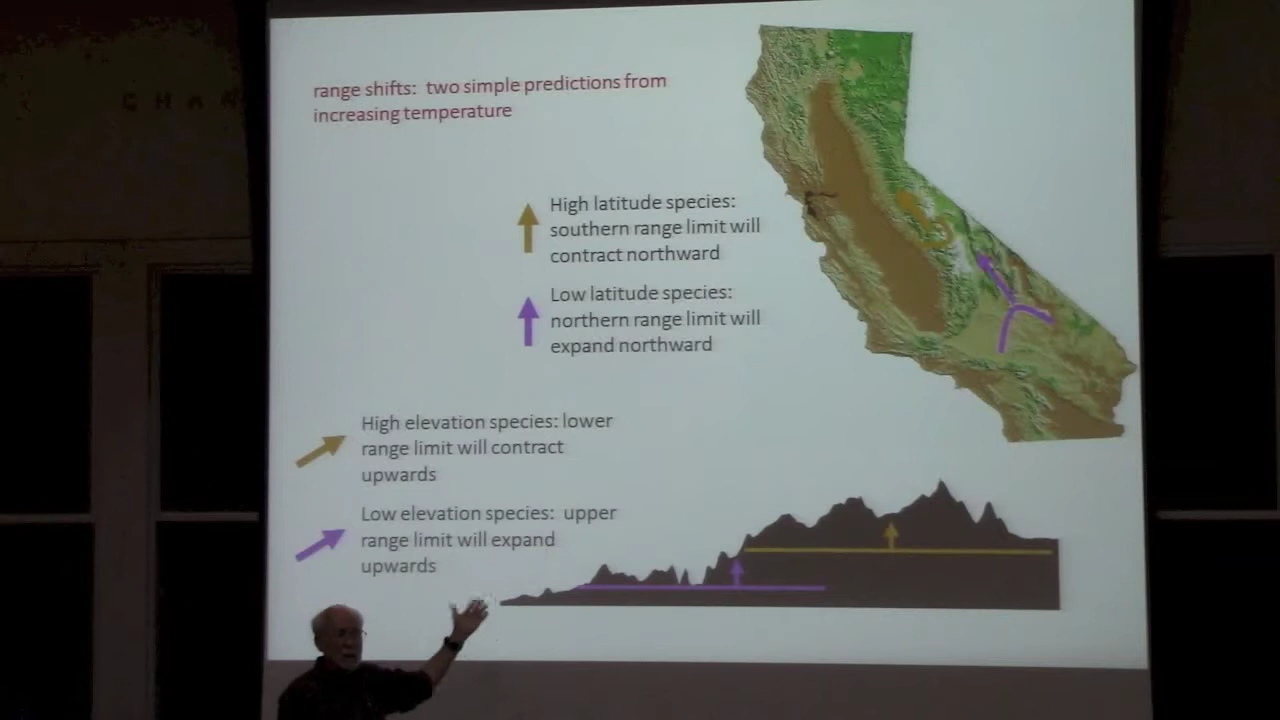 range shifts: two simple predictions from
increasing temperature
High latitude species:
southern range limit will
contract northward
Low latitude species:
northern range limit will
expand northward
High elevation species: lower
range limit will contract
upwards
Low elevation species: upper
range limit will expand
upwards